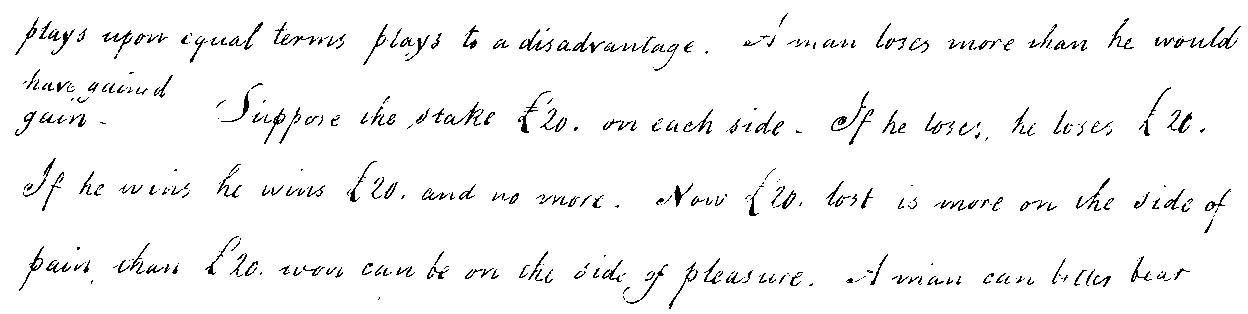 plays upon equal terms plays to a disadvantage. A man loses more than he would
have gained
gain - Suppose the stake £20. on each side - If he loses, he loses £20.
If he wins he wins £20. and no more. Now £20. lost is more on the side of
pain, than £20. won can be on the side of pleasure. A man can better bear